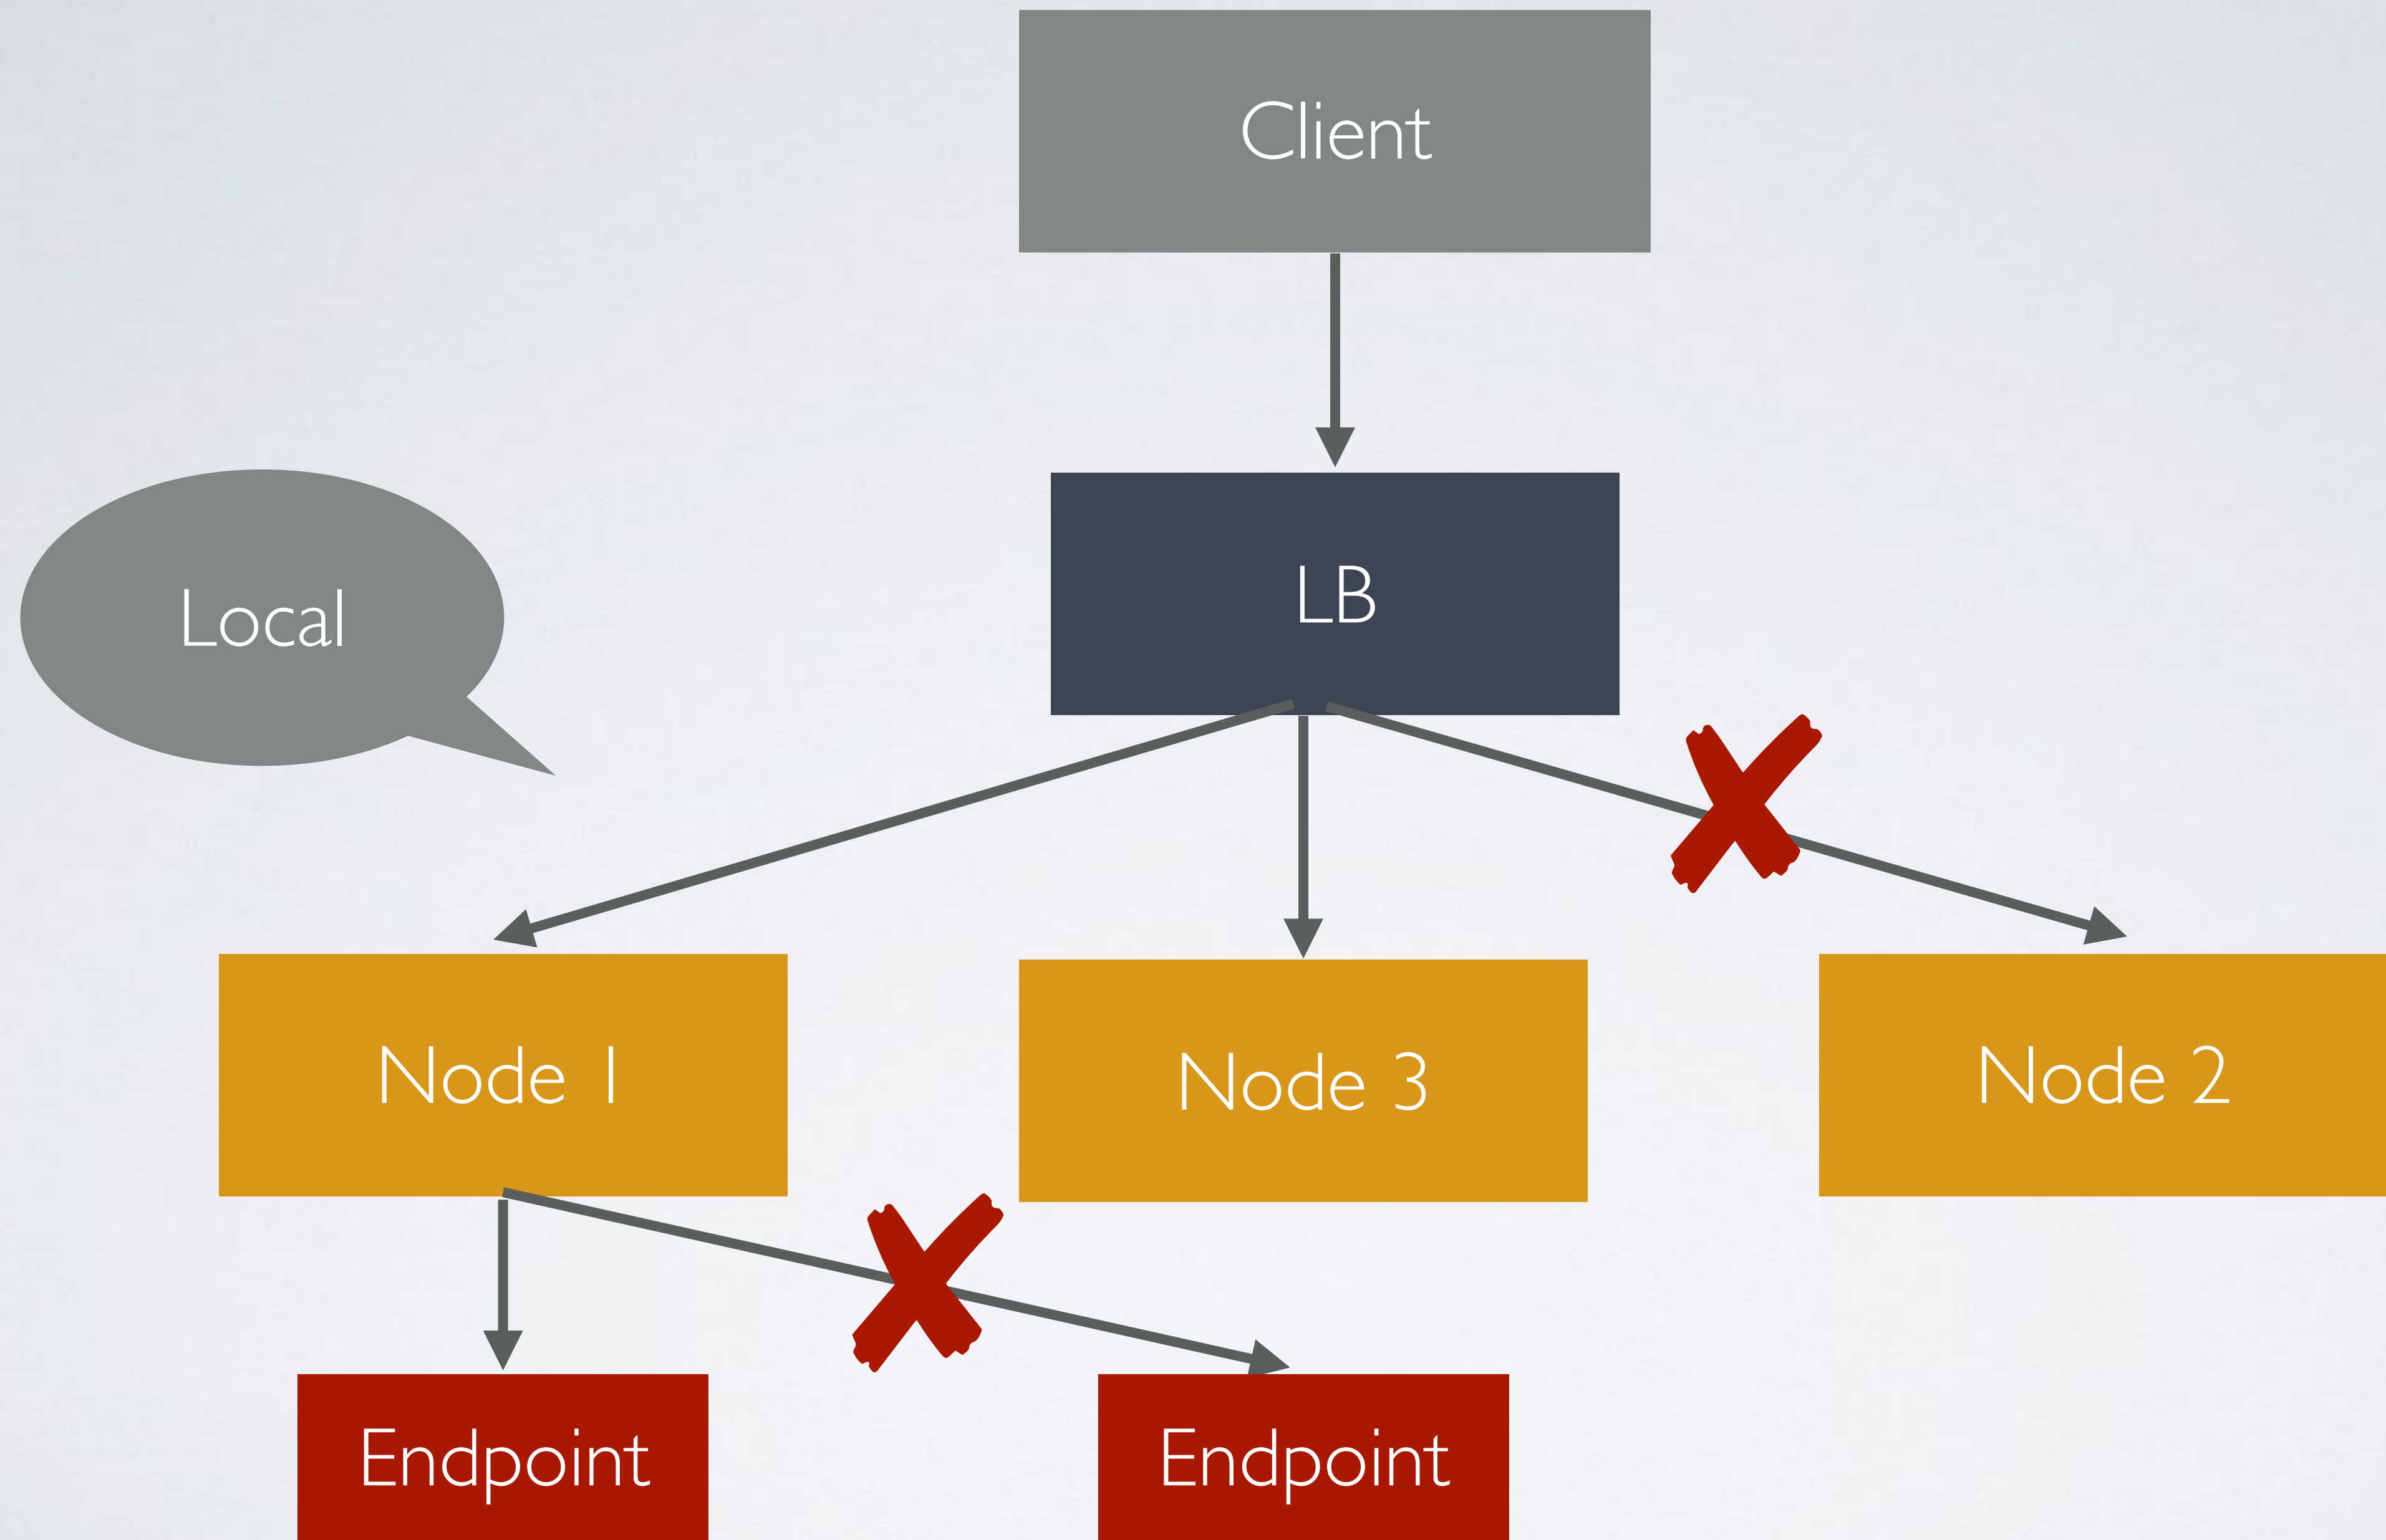 Client
LB
Local
Node 1
Node 3
Node 2
Endpoint
Endpoint